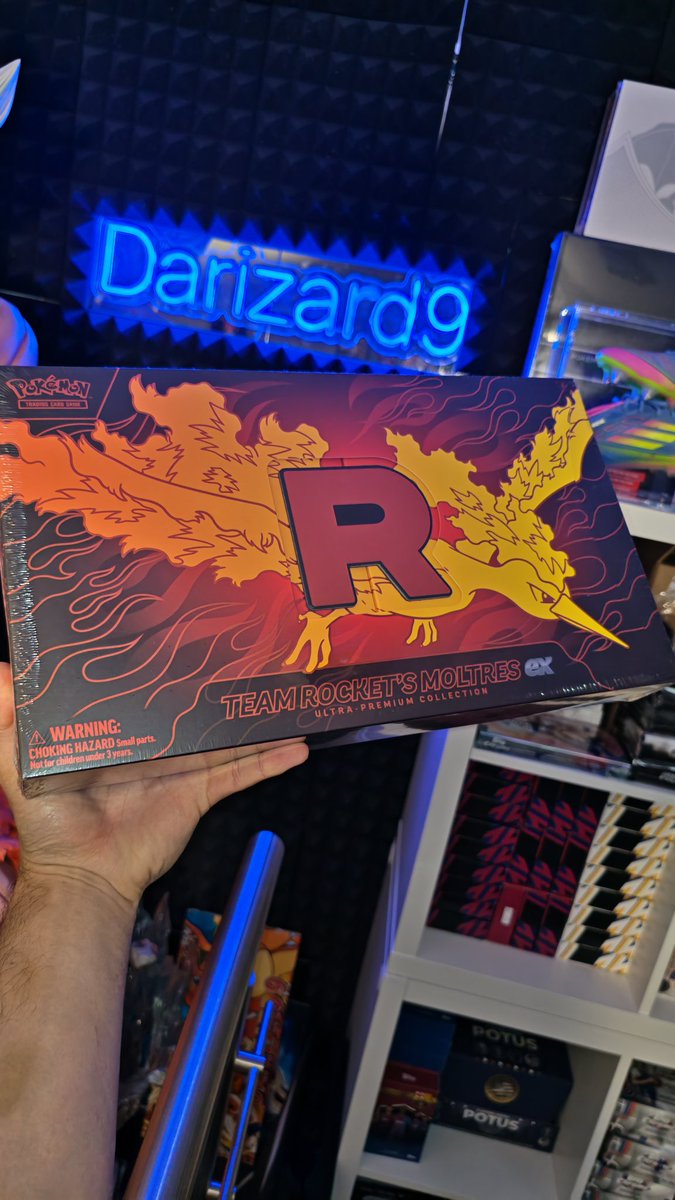 Darizard9
POKÉMON
TRADING CARD GAME
R
TEAM ROCKET'S MOLTRES ex
ULTRA-PREMIUM COLLECTION
WARNING:
CHOKING HAZARD Small parts.
Not for children under 3 years.
POTUS
POTUS